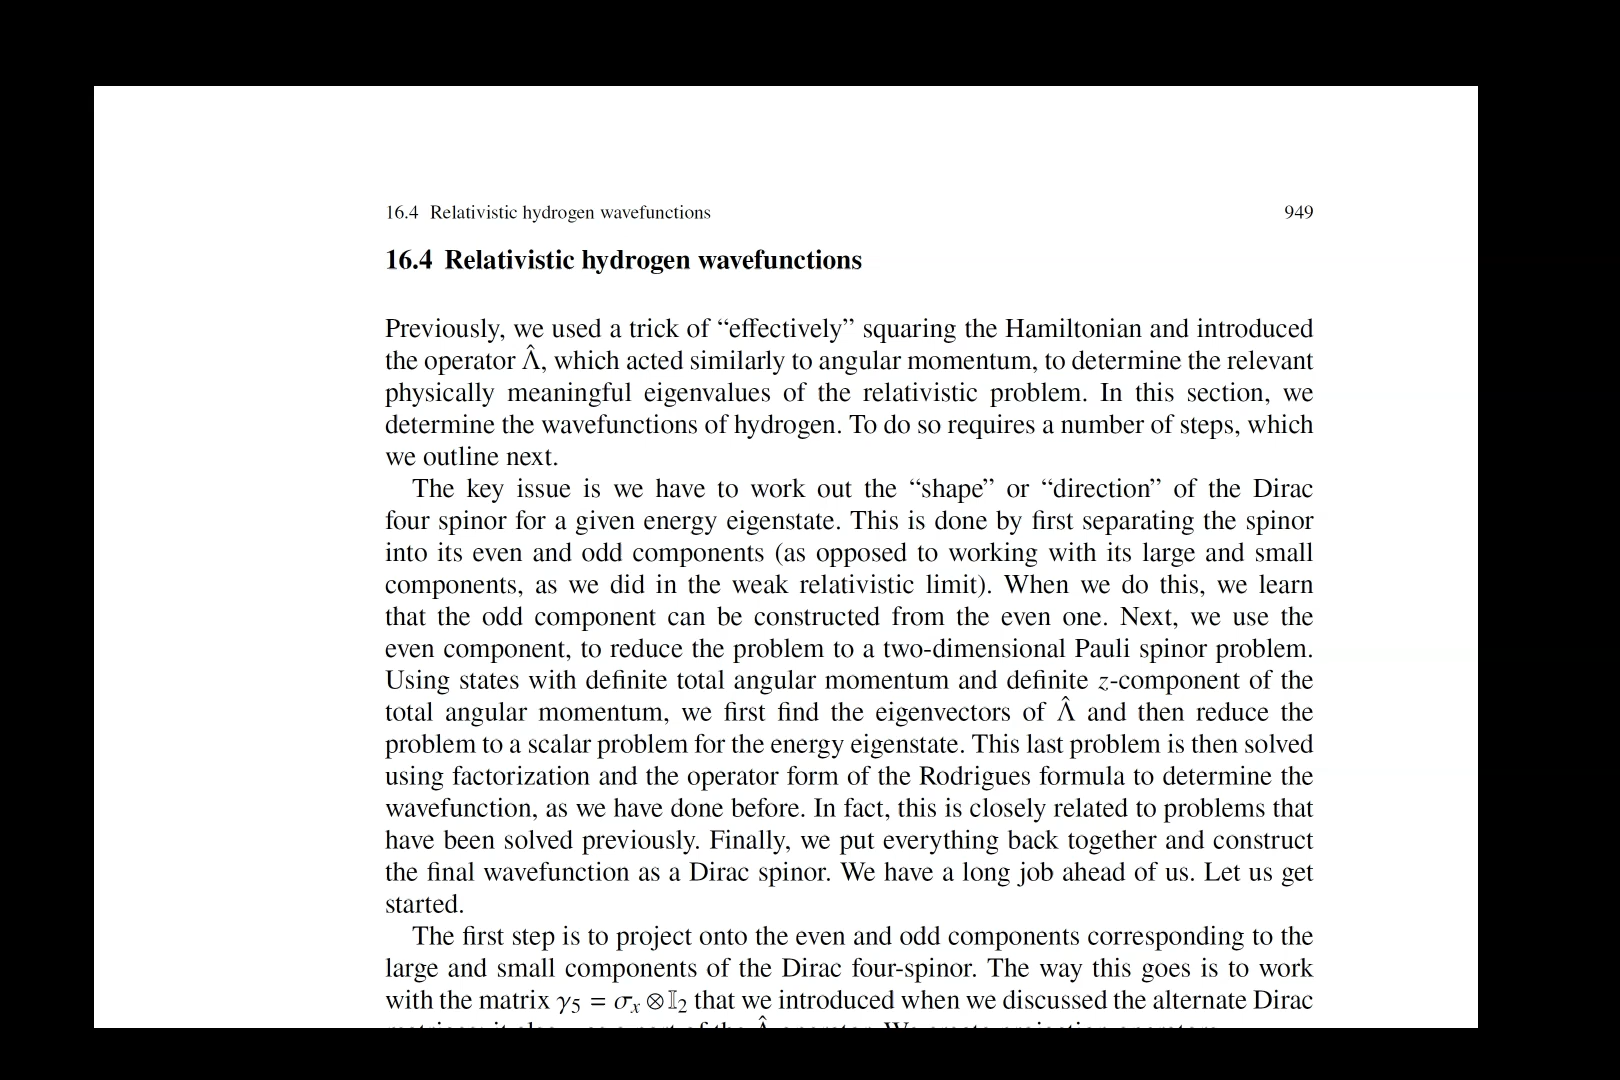 16.4 Relativistic hydrogen wavefunctions 949
16.4 Relativistic hydrogen wavefunctions
Previously, we used a trick of “effectively” squaring the Hamiltonian and introduced
the operator Λ̂, which acted similarly to angular momentum, to determine the relevant
physically meaningful eigenvalues of the relativistic problem. In this section, we
determine the wavefunctions of hydrogen. To do so requires a number of steps, which
we outline next.
The key issue is we have to work out the “shape” or “direction” of the Dirac
four spinor for a given energy eigenstate. This is done by first separating the spinor
into its even and odd components (as opposed to working with its large and small
components, as we did in the weak relativistic limit). When we do this, we learn
that the odd component can be constructed from the even one. Next, we use the
even component, to reduce the problem to a two-dimensional Pauli spinor problem.
Using states with definite total angular momentum and definite z-component of the
total angular momentum, we first find the eigenvectors of Λ̂ and then reduce the
problem to a scalar problem for the energy eigenstate. This last problem is then solved
using factorization and the operator form of the Rodrigues formula to determine the
wavefunction, as we have done before. In fact, this is closely related to problems that
have been solved previously. Finally, we put everything back together and construct
the final wavefunction as a Dirac spinor. We have a long job ahead of us. Let us get
started.
The first step is to project onto the even and odd components corresponding to the
large and small components of the Dirac four-spinor. The way this goes is to work
with the matrix γ₅ = σₓ ⊗ 𝕀₂ that we introduced when we discussed the alternate Dirac